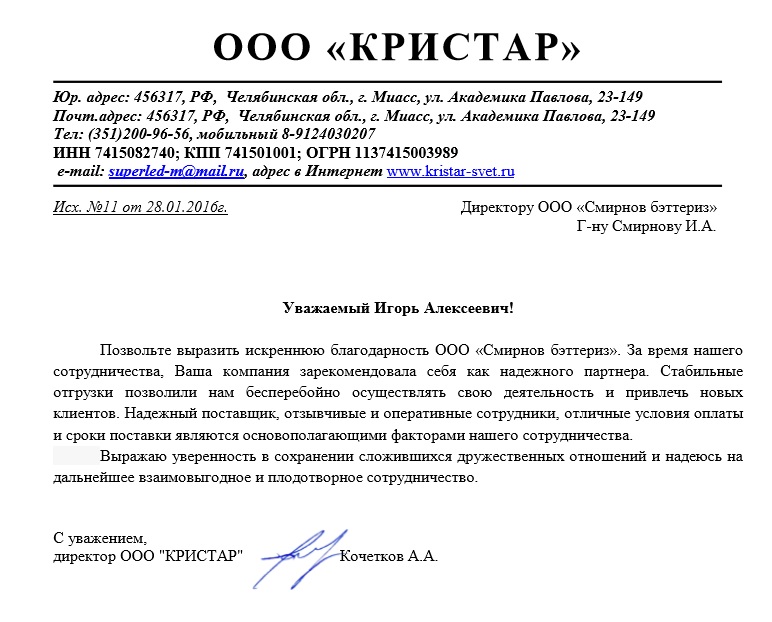 ООО «КРИСТАР»
Юр. адрес: 456317, РФ, Челябинская обл., г. Миасс, ул. Академика Павлова, 23-149
Почт.адрес: 456317, РФ, Челябинская обл., г. Миасс, ул. Академика Павлова, 23-149
Тел: (351)200-96-56, мобильный 8-9124030207
ИНН 7415082740; КПП 741501001; ОГРН 1137415003989
e-mail: superled-m@mail.ru, адрес в Интернет www.kristar-svet.ru
Исх. №11 от 28.01.2016г.
Директору ООО «Смирнов бэттериз»
Г-ну Смирнову И.А.
Уважаемый Игорь Алексеевич!
Позвольте выразить искреннюю благодарность ООО «Смирнов бэттериз». За время нашего
сотрудничества, Ваша компания зарекомендовала себя как надежного партнера. Стабильные
отгрузки позволили нам бесперебойно осуществлять свою деятельность и привлечь новых
клиентов. Надежный поставщик, отзывчивые и оперативные сотрудники, отличные условия оплаты
и сроки поставки являются основополагающими факторами нашего сотрудничества.
Выражаю уверенность в сохранении сложившихся дружественных отношений и надеюсь на
дальнейшее взаимовыгодное и плодотворное сотрудничество.
С уважением,
директор ООО "КРИСТАР" Кочетков А.А.